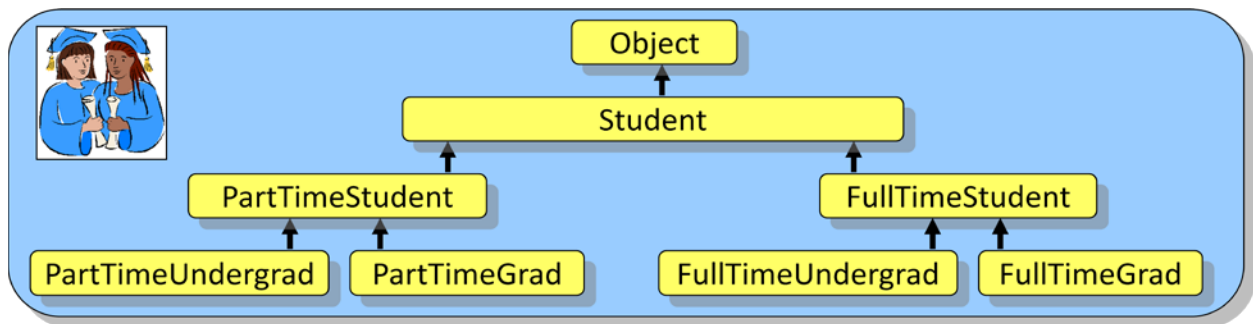 Object
Student
PartTimeStudent
FullTimeStudent
PartTimeUndergrad
PartTimeGrad
FullTimeUndergrad
FullTimeGrad